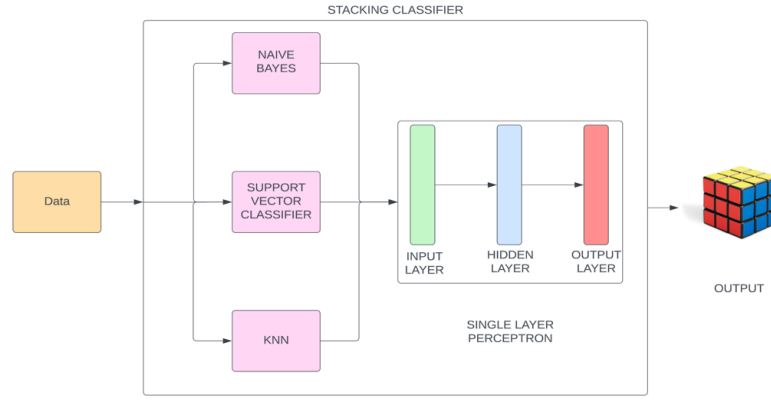 STACKING CLASSIFIER
NAIVE
BAYES
Data
SUPPORT
VECTOR
CLASSIFIER
KNN
INPUT
LAYER
HIDDEN
LAYER
OUTPUT
LAYER
SINGLE LAYER
PERCEPTRON
OUTPUT